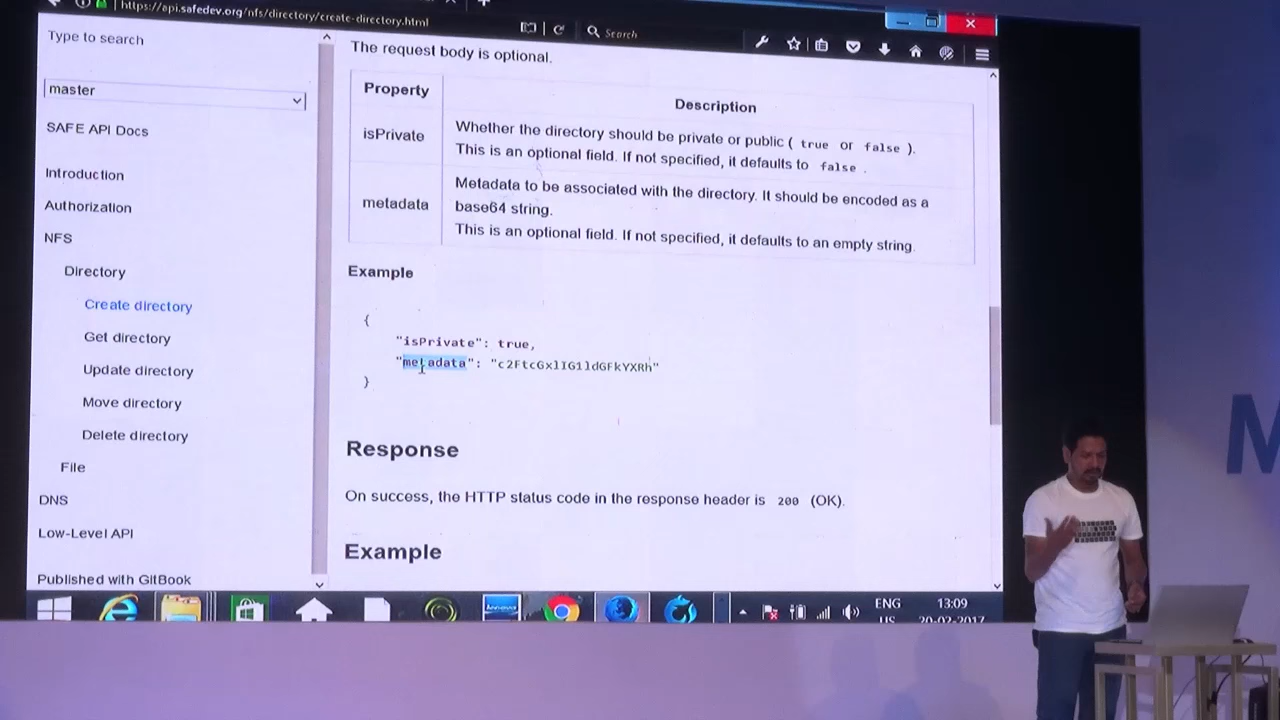 https://api.safedev.org/nfs/directory/create-directory.html
Search
Type to search
master
SAFE API Docs
Introduction
Authorization
NFS
Directory
Create directory
Get directory
Update directory
Move directory
Delete directory
File
DNS
Low-Level API
Published with GitBook
The request body is optional.
Property
Description
isPrivate
Whether the directory should be private or public ( true or false ).
This is an optional field. If not specified, it defaults to false .
metadata
Metadata to be associated with the directory. It should be encoded as a
base64 string.
This is an optional field. If not specified, it defaults to an empty string.
Example
{
"isPrivate": true,
"metadata": "c2FtcGxlIG1ldGFkYXRh"
}
Response
On success, the HTTP status code in the response header is 200 (OK).
Example
ENG
US
13:09
20-02-2017
M